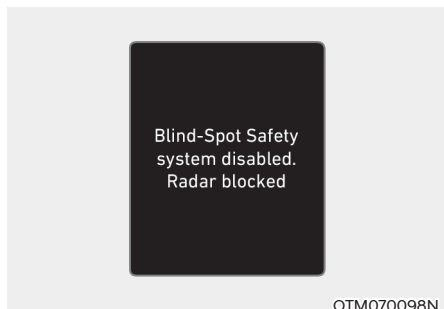 Blind-Spot Safety
system disabled.
Radar blocked
OTM070098N